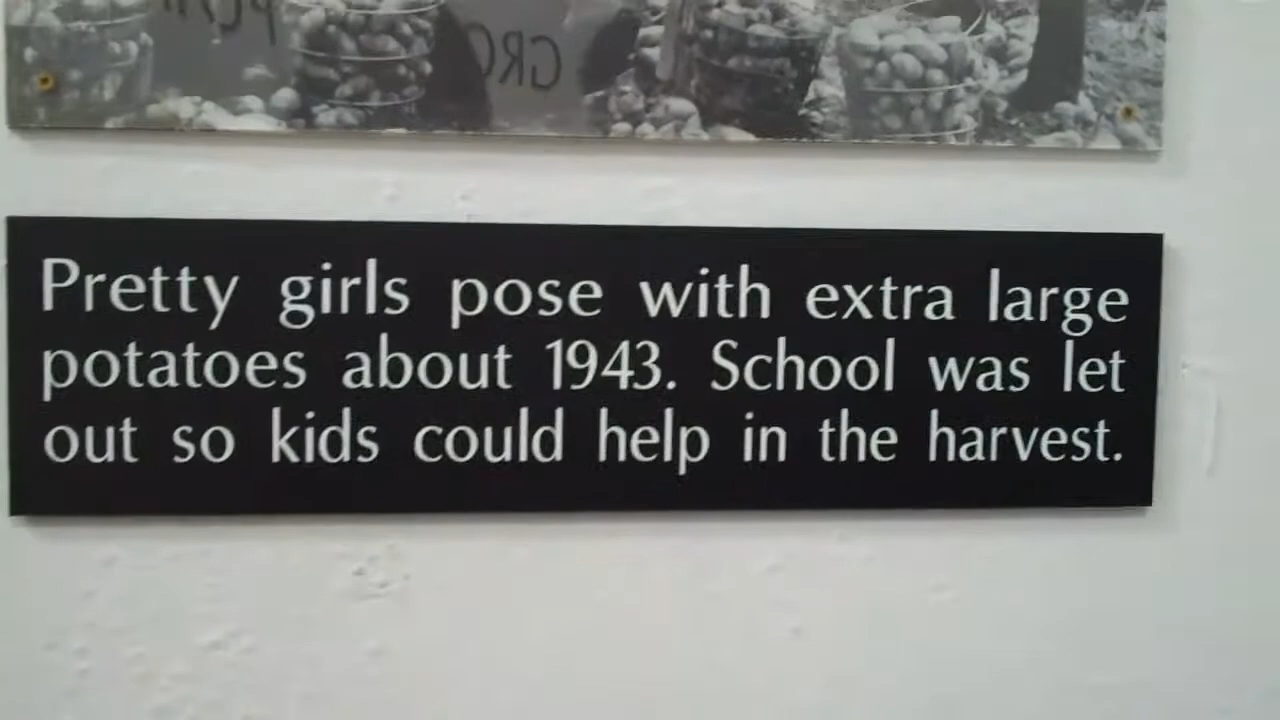 Pretty girls pose with extra large
potatoes about 1943. School was let
out so kids could help in the harvest.